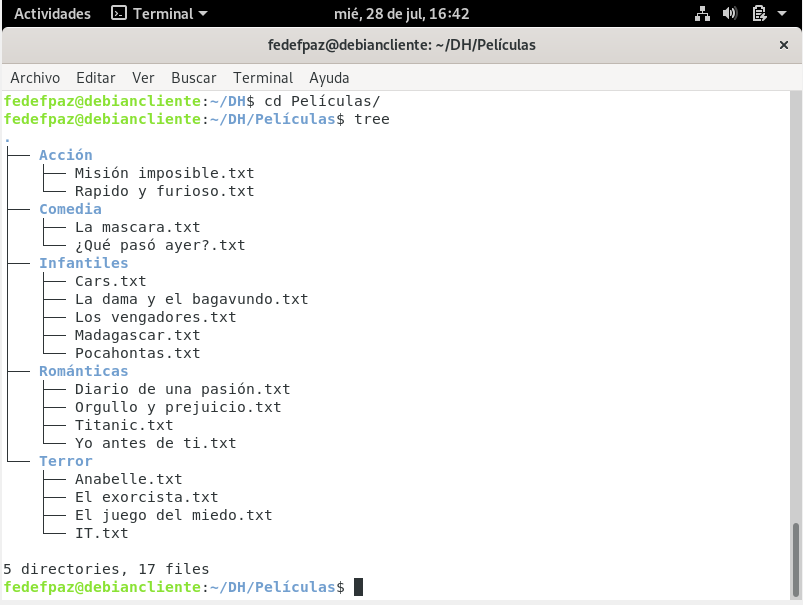 Actividades Terminal mié, 28 de jul, 16:42
fedefpaz@debiancliente: ~/DH/Películas
Archivo Editar Ver Buscar Terminal Ayuda
fedefpaz@debiancliente:~/DH$ cd Películas/
fedefpaz@debiancliente:~/DH/Películas$ tree
.
├── Acción
│   ├── Misión imposible.txt
│   └── Rapido y furioso.txt
├── Comedia
│   ├── La mascara.txt
│   └── ¿Qué pasó ayer?.txt
├── Infantiles
│   ├── Cars.txt
│   ├── La dama y el bagavundo.txt
│   ├── Los vengadores.txt
│   ├── Madagascar.txt
│   └── Pocahontas.txt
├── Románticas
│   ├── Diario de una pasión.txt
│   ├── Orgullo y prejuicio.txt
│   ├── Titanic.txt
│   └── Yo antes de ti.txt
└── Terror
    ├── Anabelle.txt
    ├── El exorcista.txt
    ├── El juego del miedo.txt
    └── IT.txt
5 directories, 17 files
fedefpaz@debiancliente:~/DH/Películas$